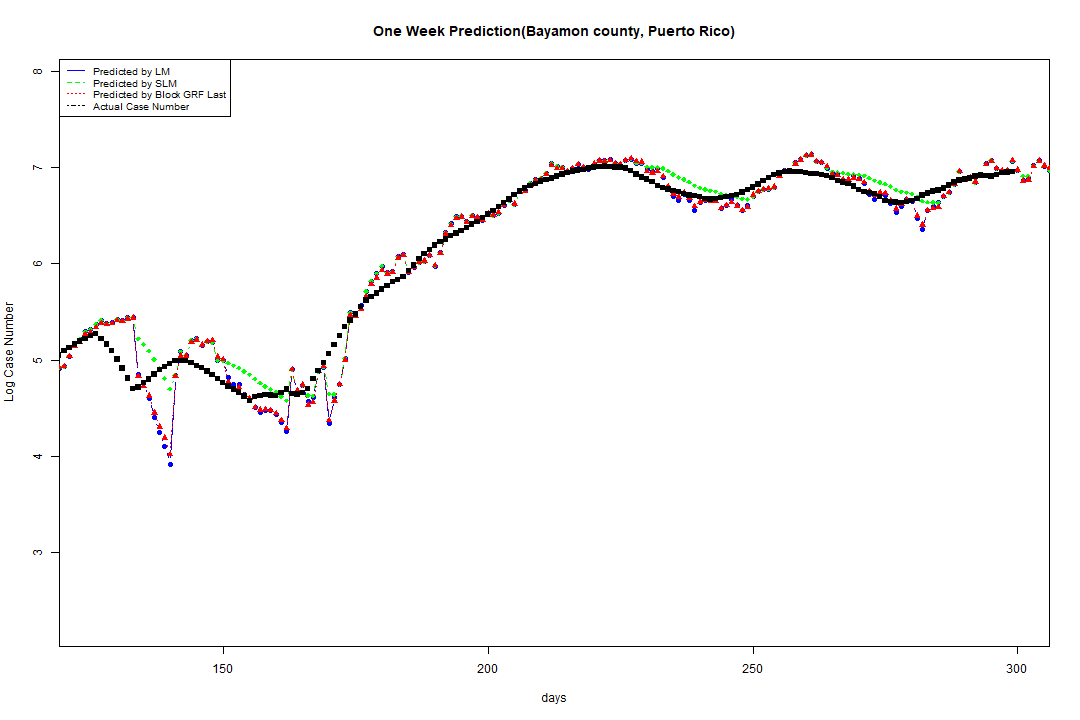 One Week Prediction(Bayamon county, Puerto Rico)
Predicted by LM
Predicted by SLM
Predicted by Block GRF Last
Actual Case Number
8
7
6
5
4
3
Log Case Number
150 200 250 300
days